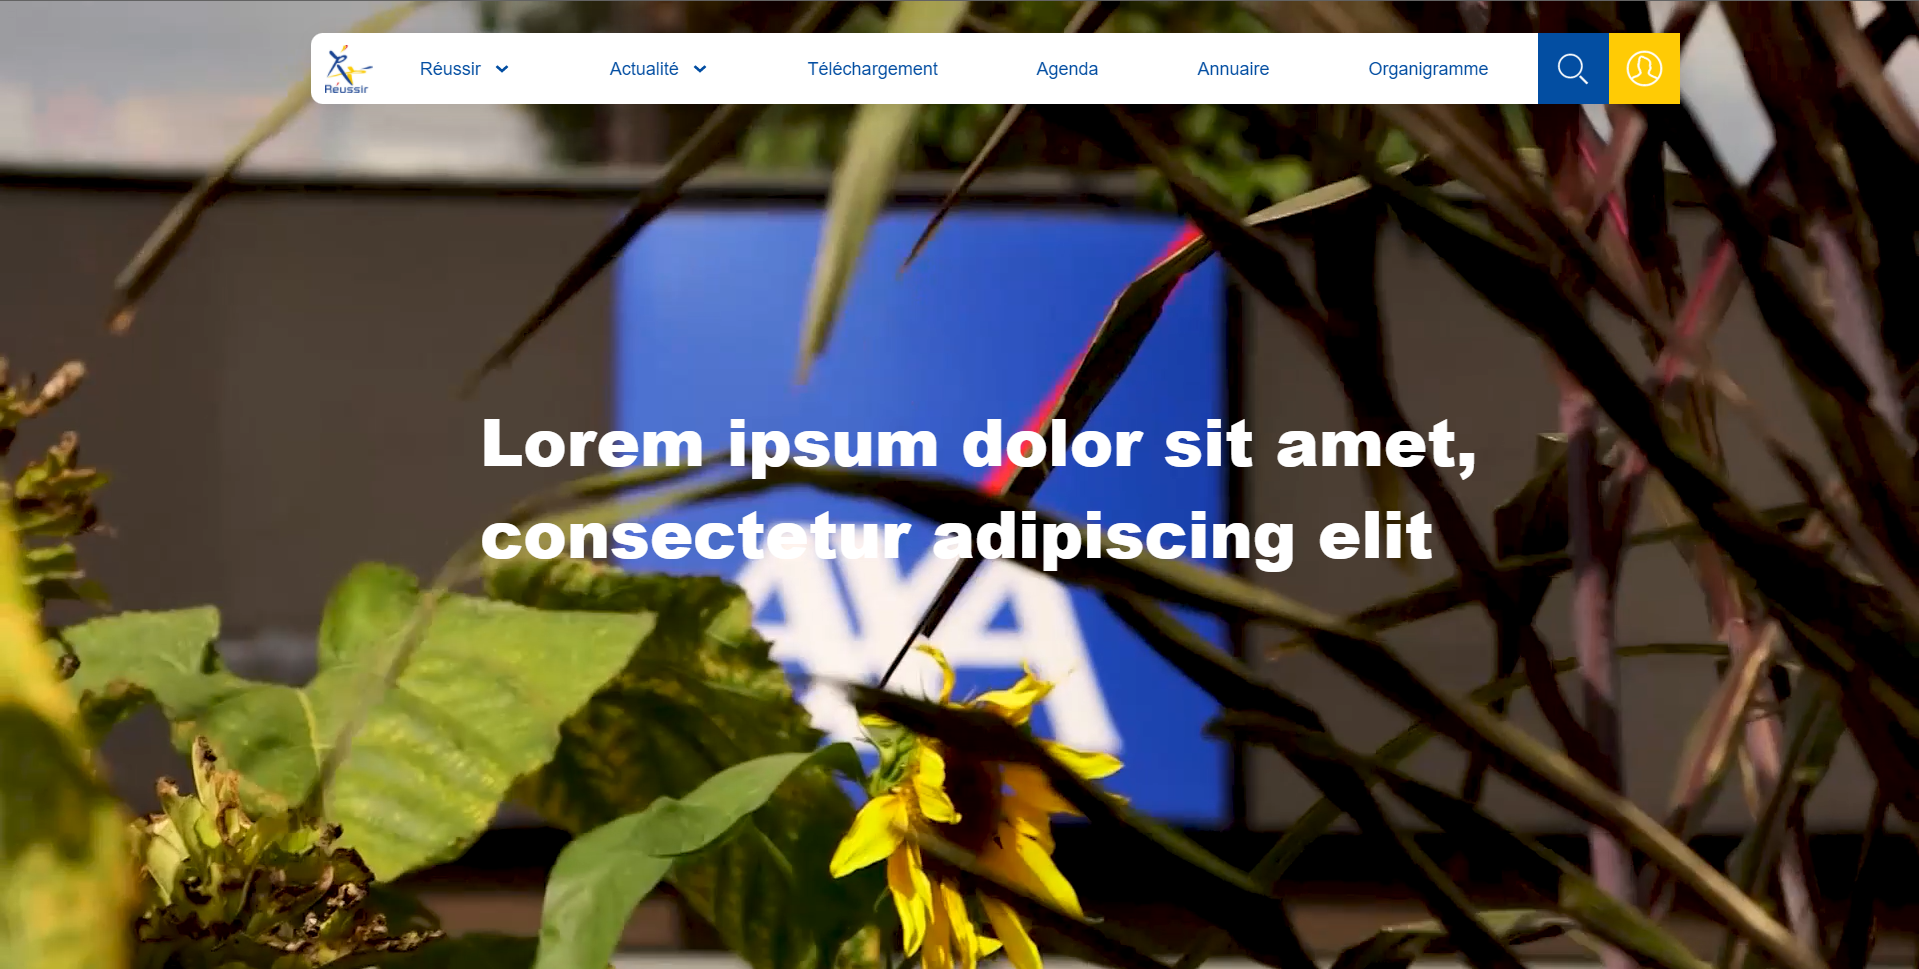 Réussir
Réussir
Actualité
Téléchargement
Agenda
Annuaire
Organigramme
Lorem ipsum dolor sit amet,
consectetur adipiscing elit
AXA